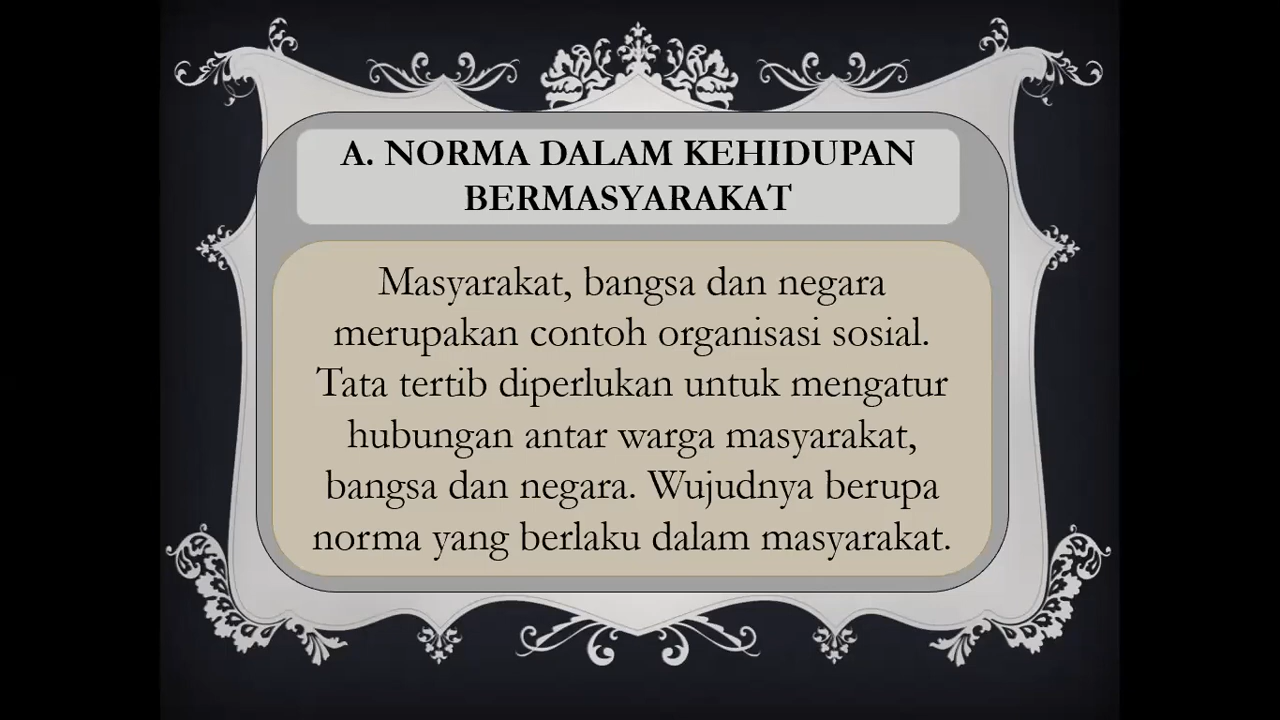 A. NORMA DALAM KEHIDUPAN
BERMASYARAKAT
Masyarakat, bangsa dan negara
merupakan contoh organisasi sosial.
Tata tertib diperlukan untuk mengatur
hubungan antar warga masyarakat,
bangsa dan negara. Wujudnya berupa
norma yang berlaku dalam masyarakat.